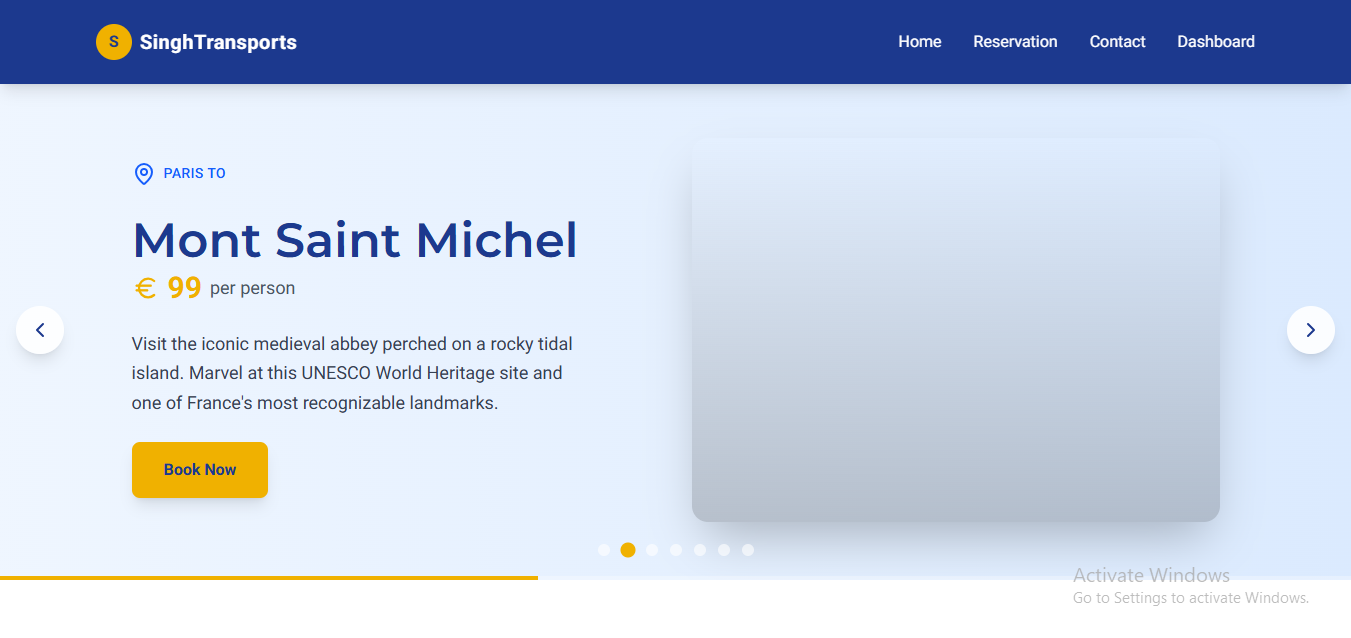 S SinghTransports Home Reservation Contact Dashboard
PARIS TO
Mont Saint Michel
€ 99 per person
Visit the iconic medieval abbey perched on a rocky tidal
island. Marvel at this UNESCO World Heritage site and
one of France's most recognizable landmarks.
Book Now
Activate Windows
Go to Settings to activate Windows.